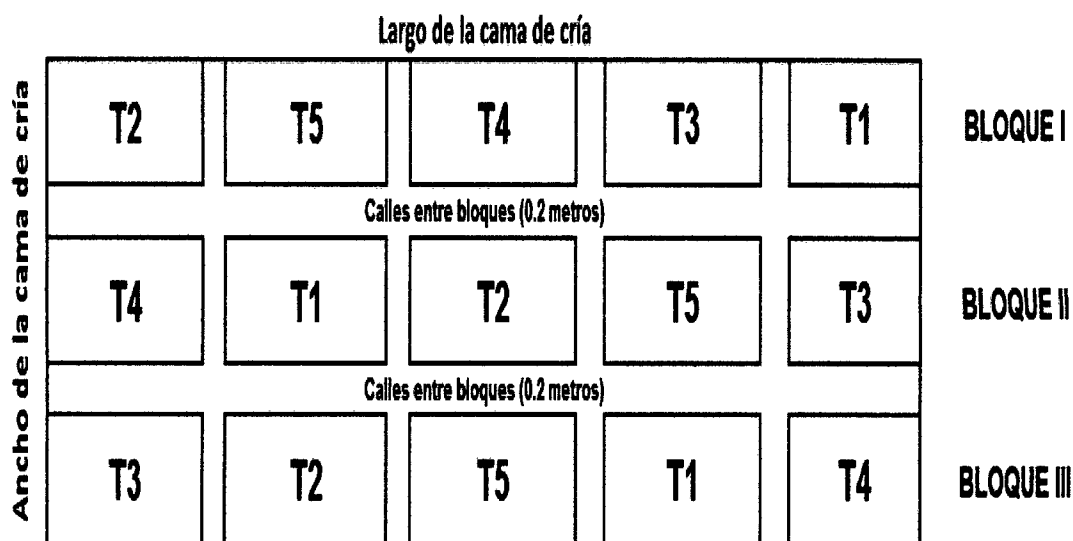 Largo de la cama de cría
Ancho de la cama de cría
T2 T5 T4 T3 T1 BLOQUE I
Calles entre bloques (0.2 metros)
T4 T1 T2 T5 T3 BLOQUE II
Calles entre bloques (0.2 metros)
T3 T2 T5 T1 T4 BLOQUE III